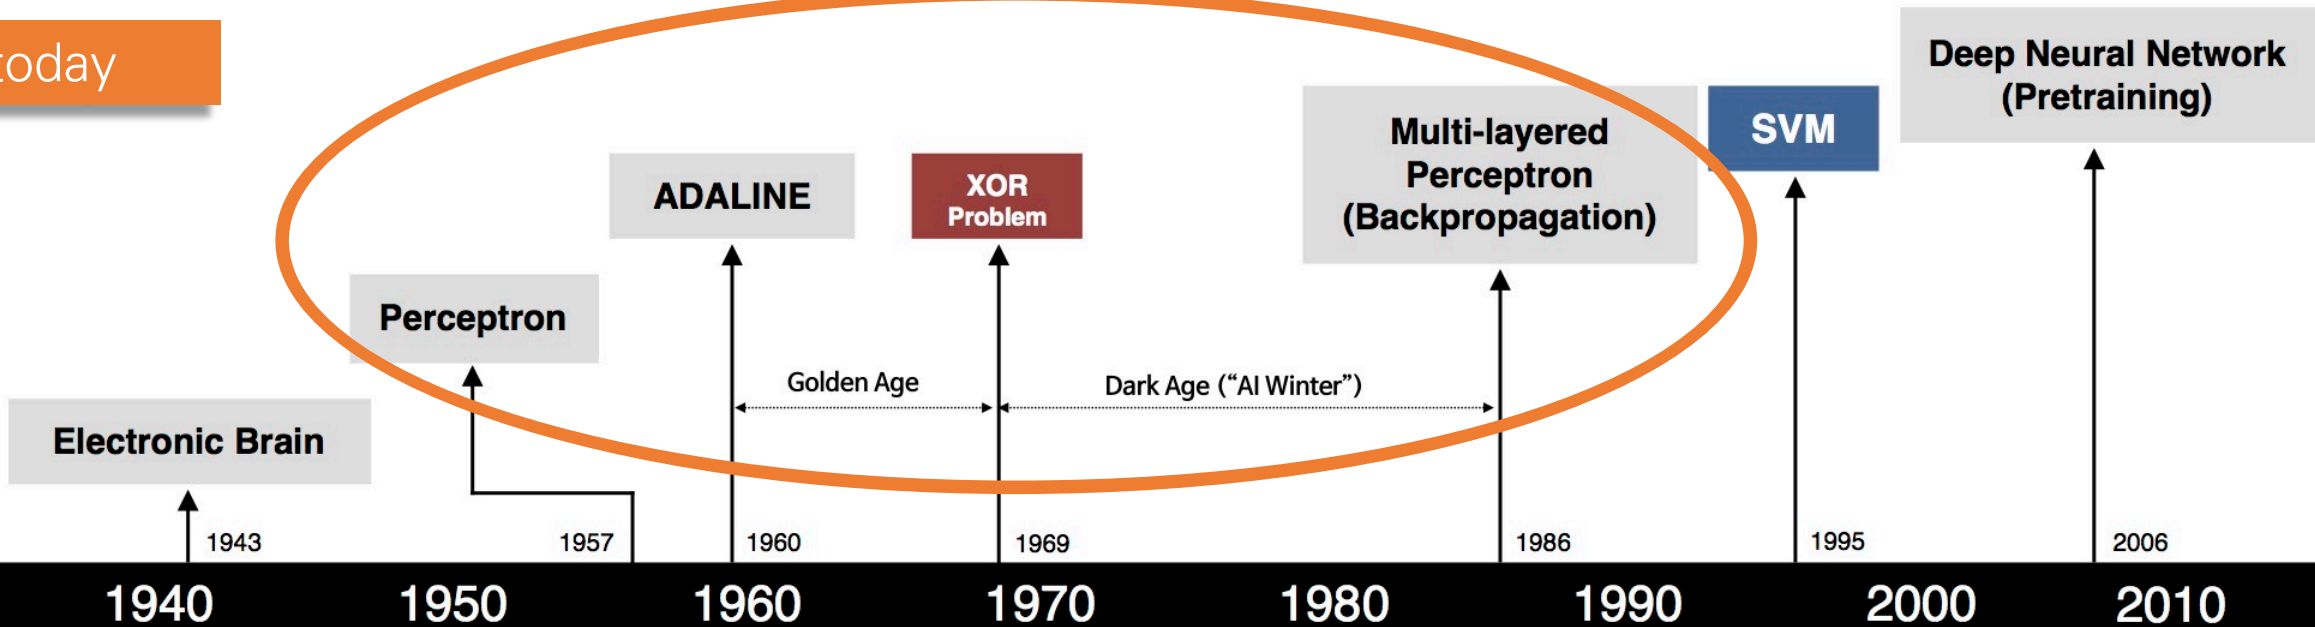 today
Deep Neural Network
(Pretraining)
Multi-layered
Perceptron
(Backpropagation)
SVM
ADALINE
XOR
Problem
Perceptron
Golden Age
Dark Age (“AI Winter”)
Electronic Brain
1943
1957
1960
1969
1986
1995
2006
1940
1950
1960
1970
1980
1990
2000
2010